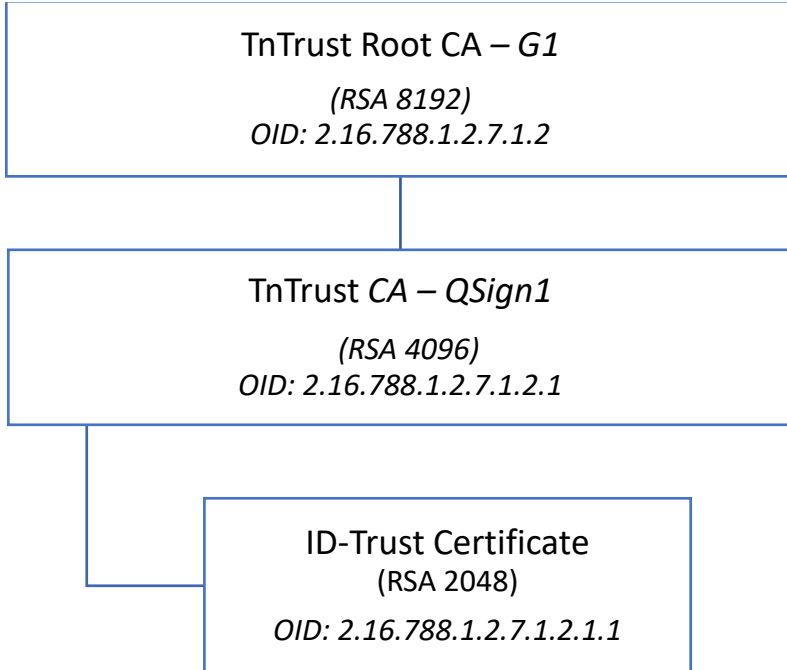 TnTrust Root CA – G1
(RSA 8192)
OID: 2.16.788.1.2.7.1.2
TnTrust CA – QSign1
(RSA 4096)
OID: 2.16.788.1.2.7.1.2.1
ID-Trust Certificate
(RSA 2048)
OID: 2.16.788.1.2.7.1.2.1.1